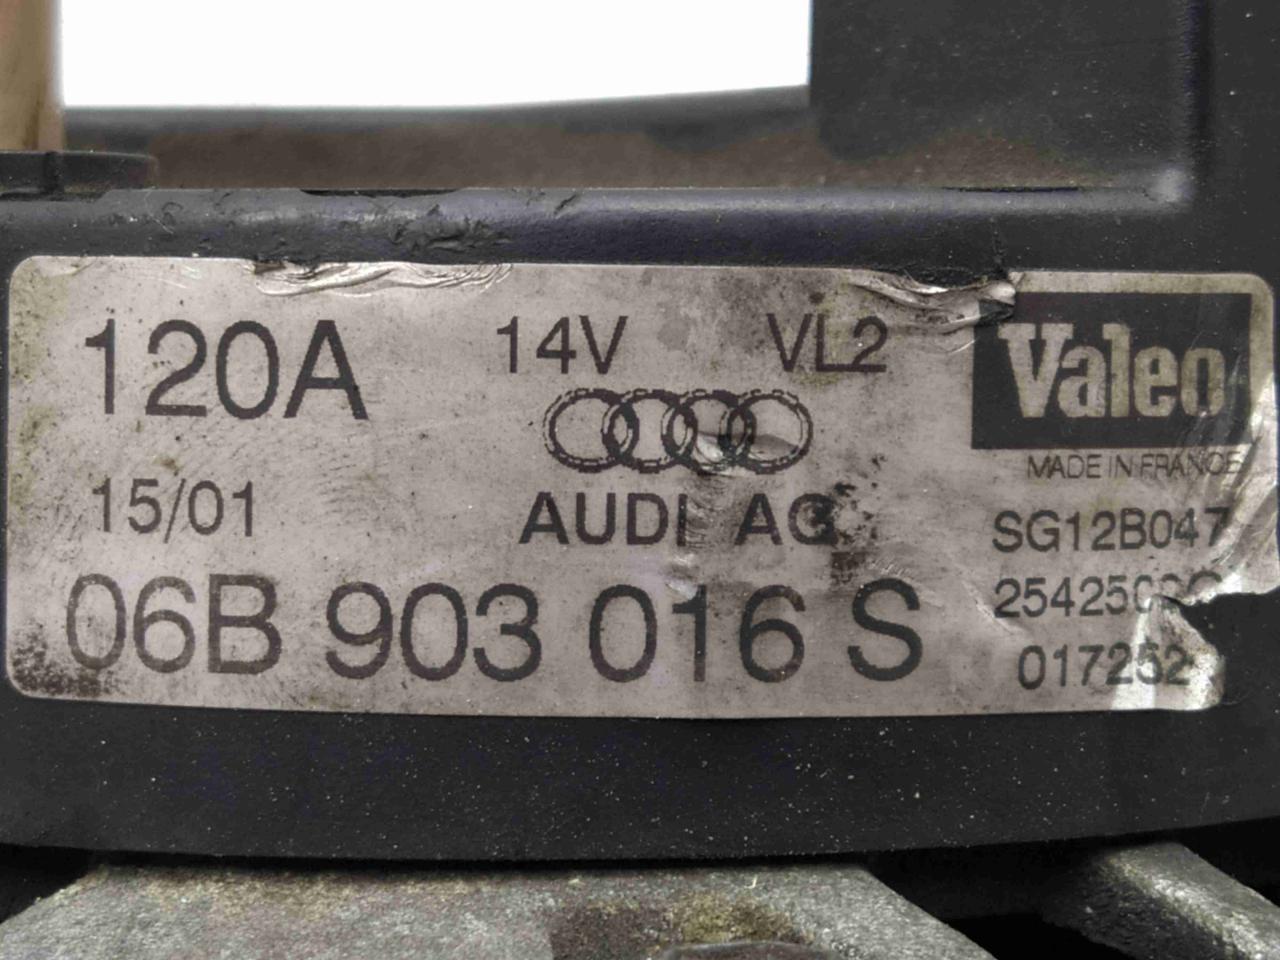 120A 14V VL2 Valeo
MADE IN FRANCE
15/01 AUDI AG SG12B047
06B 903 016 S
017252